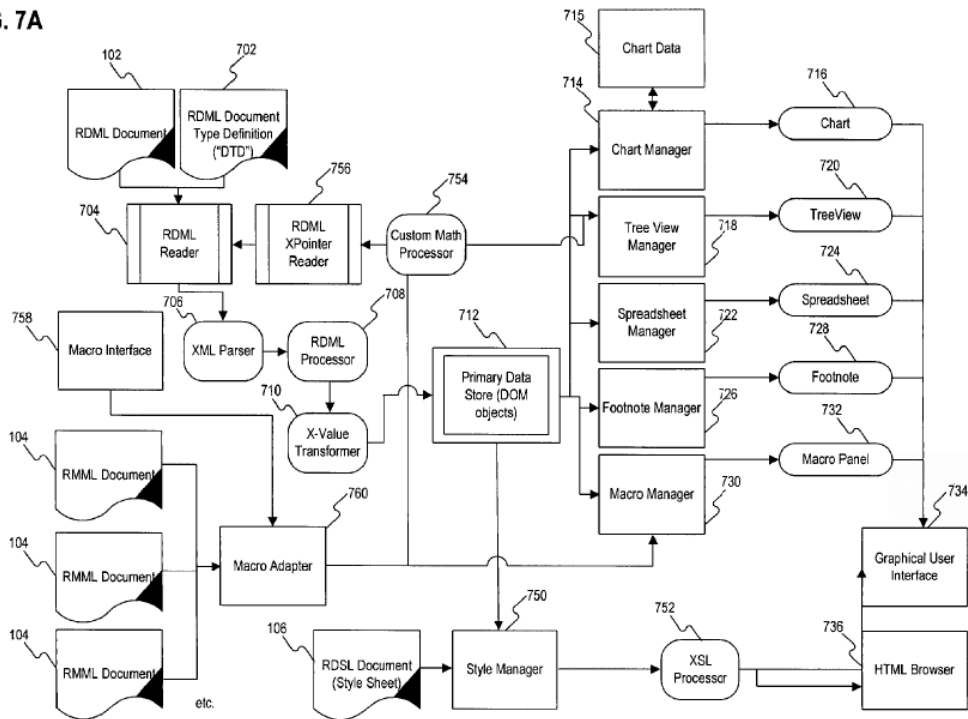 G. 7A
102
702
RDML Document
RDML Document
Type Definition
("DTD")
715
Chart Data
714
Chart Manager
716
Chart
704
RDML
Reader
756
RDML
XPointer
Reader
754
Custom Math
Processor
Tree View
Manager
718
720
TreeView
758
Macro Interface
706
XML Parser
708
RDML
Processor
710
X-Value
Transformer
712
Primary Data
Store (DOM
objects)
Spreadsheet
Manager
722
724
Spreadsheet
Footnote Manager
726
728
Footnote
Macro Manager
730
732
Macro Panel
104
RMML Document
104
RMML Document
104
RMML Document
etc.
760
Macro Adapter
734
Graphical User
Interface
106
RDSL Document
(Style Sheet)
750
Style Manager
752
XSL
Processor
736
HTML Browser